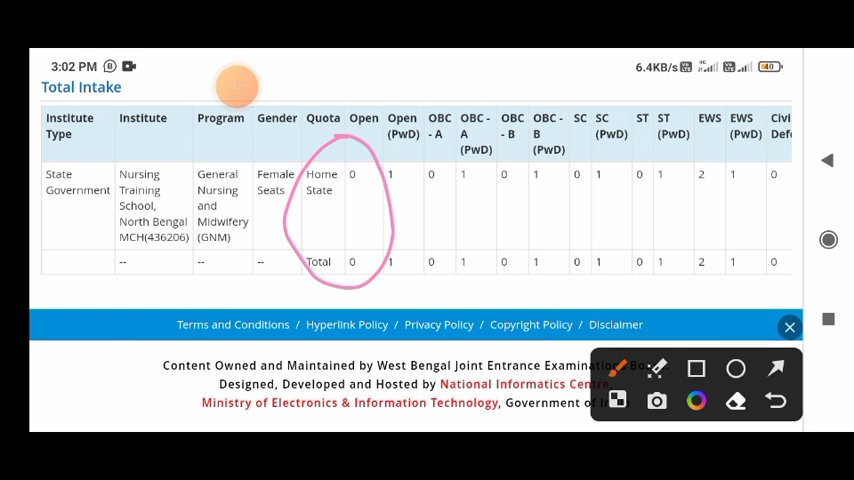 3:02 PM 6.4KB/s 4G 40
Total Intake
Institute Type Institute Program Gender Quota Open Open (PwD) OBC - A OBC - A (PwD) OBC - B OBC - B (PwD) SC SC (PwD) ST ST (PwD) EWS EWS (PwD) Civil Defe
State Government Nursing Training School, North Bengal MCH(436206) General Nursing and Midwifery (GNM) Female Seats Home State 0 1 0 1 0 1 0 1 0 1 2 1 0
-- -- -- Total 0 1 0 1 0 1 0 1 0 1 2 1 0
Terms and Conditions / Hyperlink Policy / Privacy Policy / Copyright Policy / Disclaimer
Content Owned and Maintained by West Bengal Joint Entrance Examination
Designed, Developed and Hosted by National Informatics Centre,
Ministry of Electronics & Information Technology, Government of